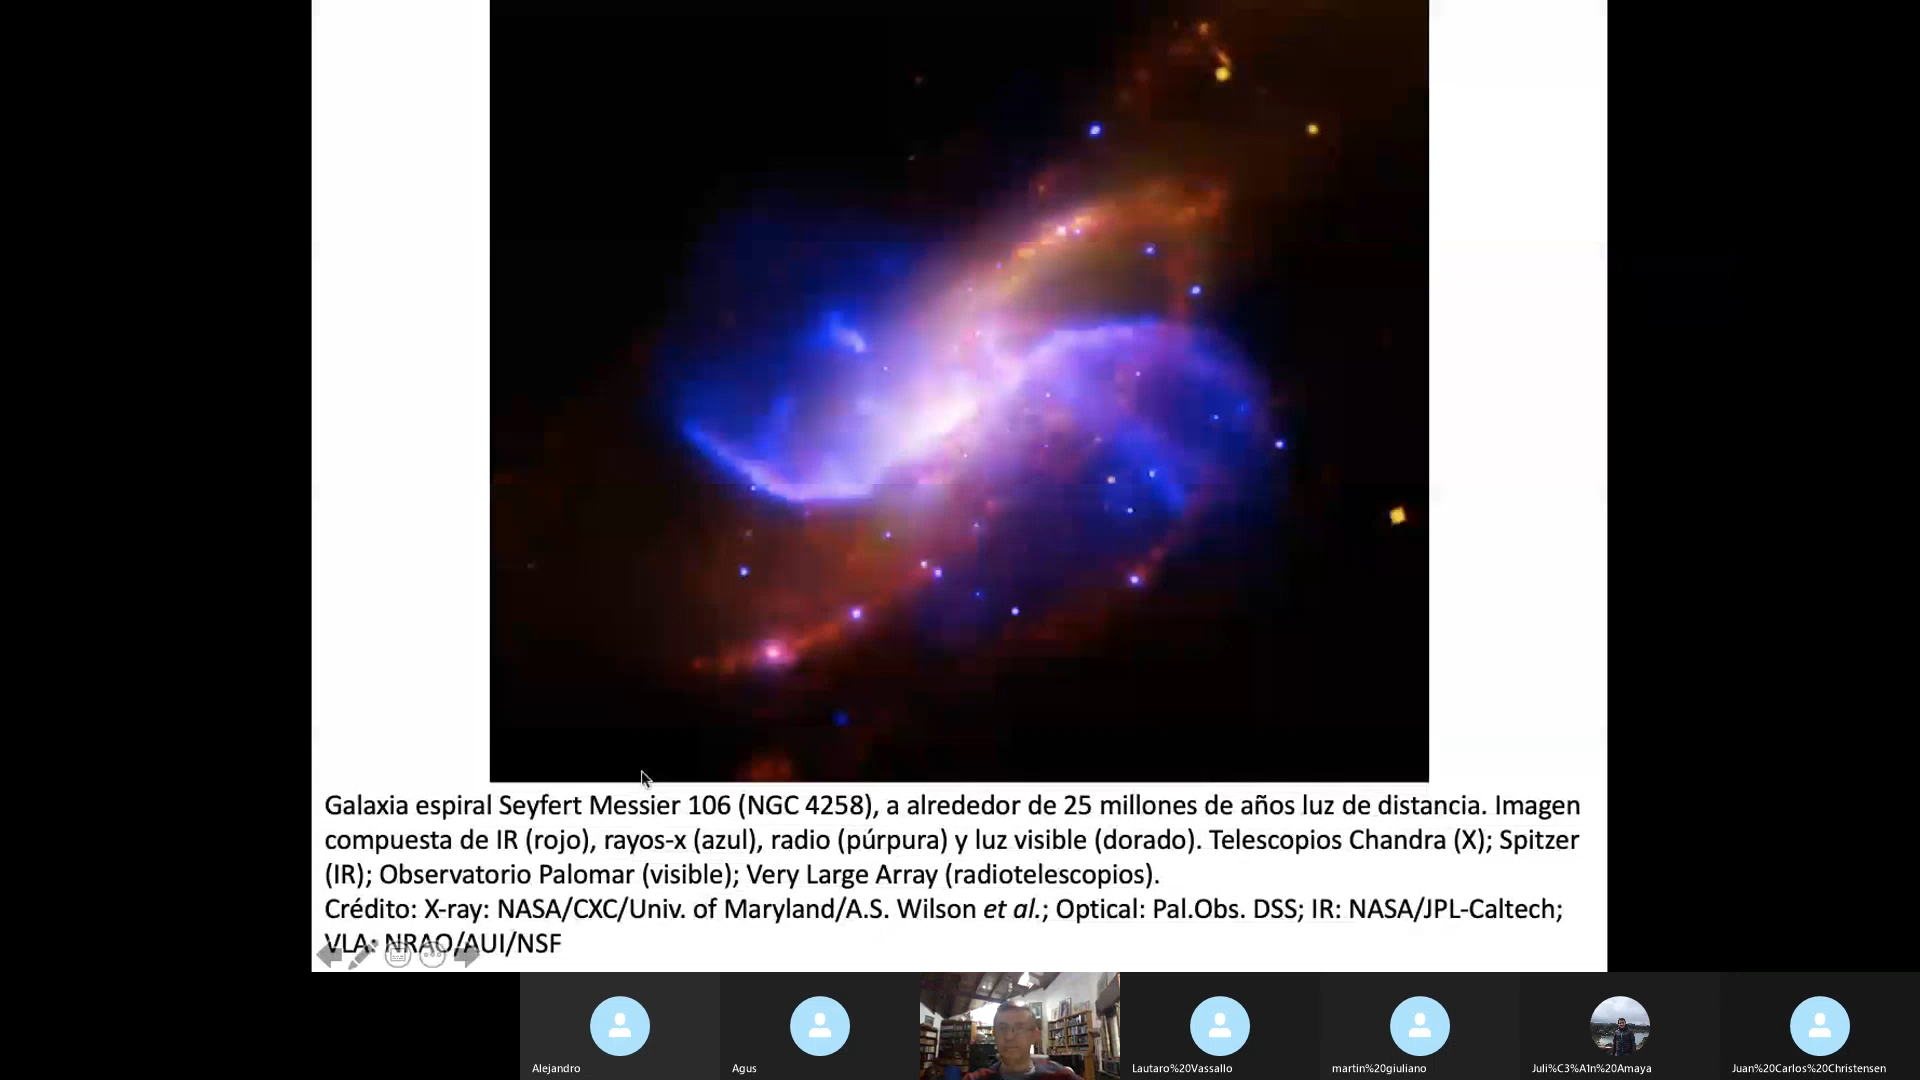 Galaxia espiral Seyfert Messier 106 (NGC 4258), a alrededor de 25 millones de años luz de distancia. Imagen
compuesta de IR (rojo), rayos-x (azul), radio (púrpura) y luz visible (dorado). Telescopios Chandra (X); Spitzer
(IR); Observatorio Palomar (visible); Very Large Array (radiotelescopios).
Crédito: X-ray: NASA/CXC/Univ. of Maryland/A.S. Wilson et al.; Optical: Pal.Obs. DSS; IR: NASA/JPL-Caltech;
VLA: NRAO/AUI/NSF
Alejandro
Agus
Lautaro%20Vassallo
martin%20giuliano
Juli%C3%A1n%20Amaya
Juan%20Carlos%20Christensen